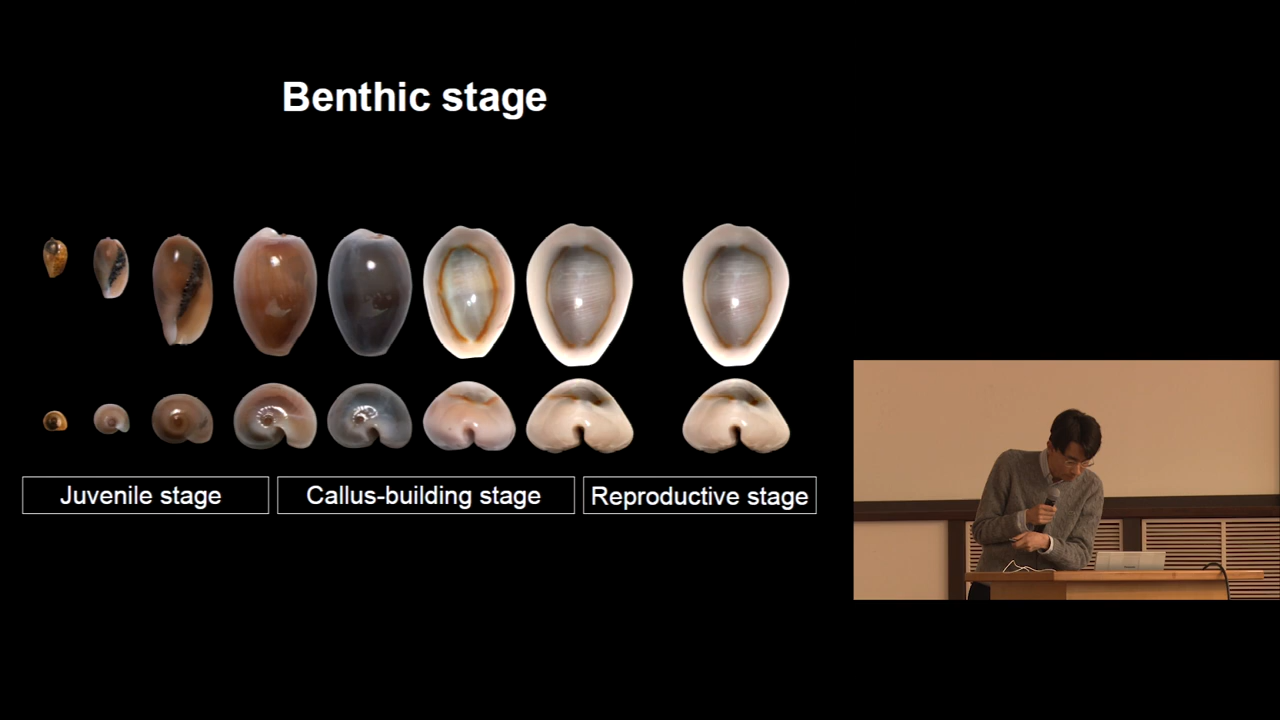 Benthic stage
Juvenile stage
Callus-building stage
Reproductive stage